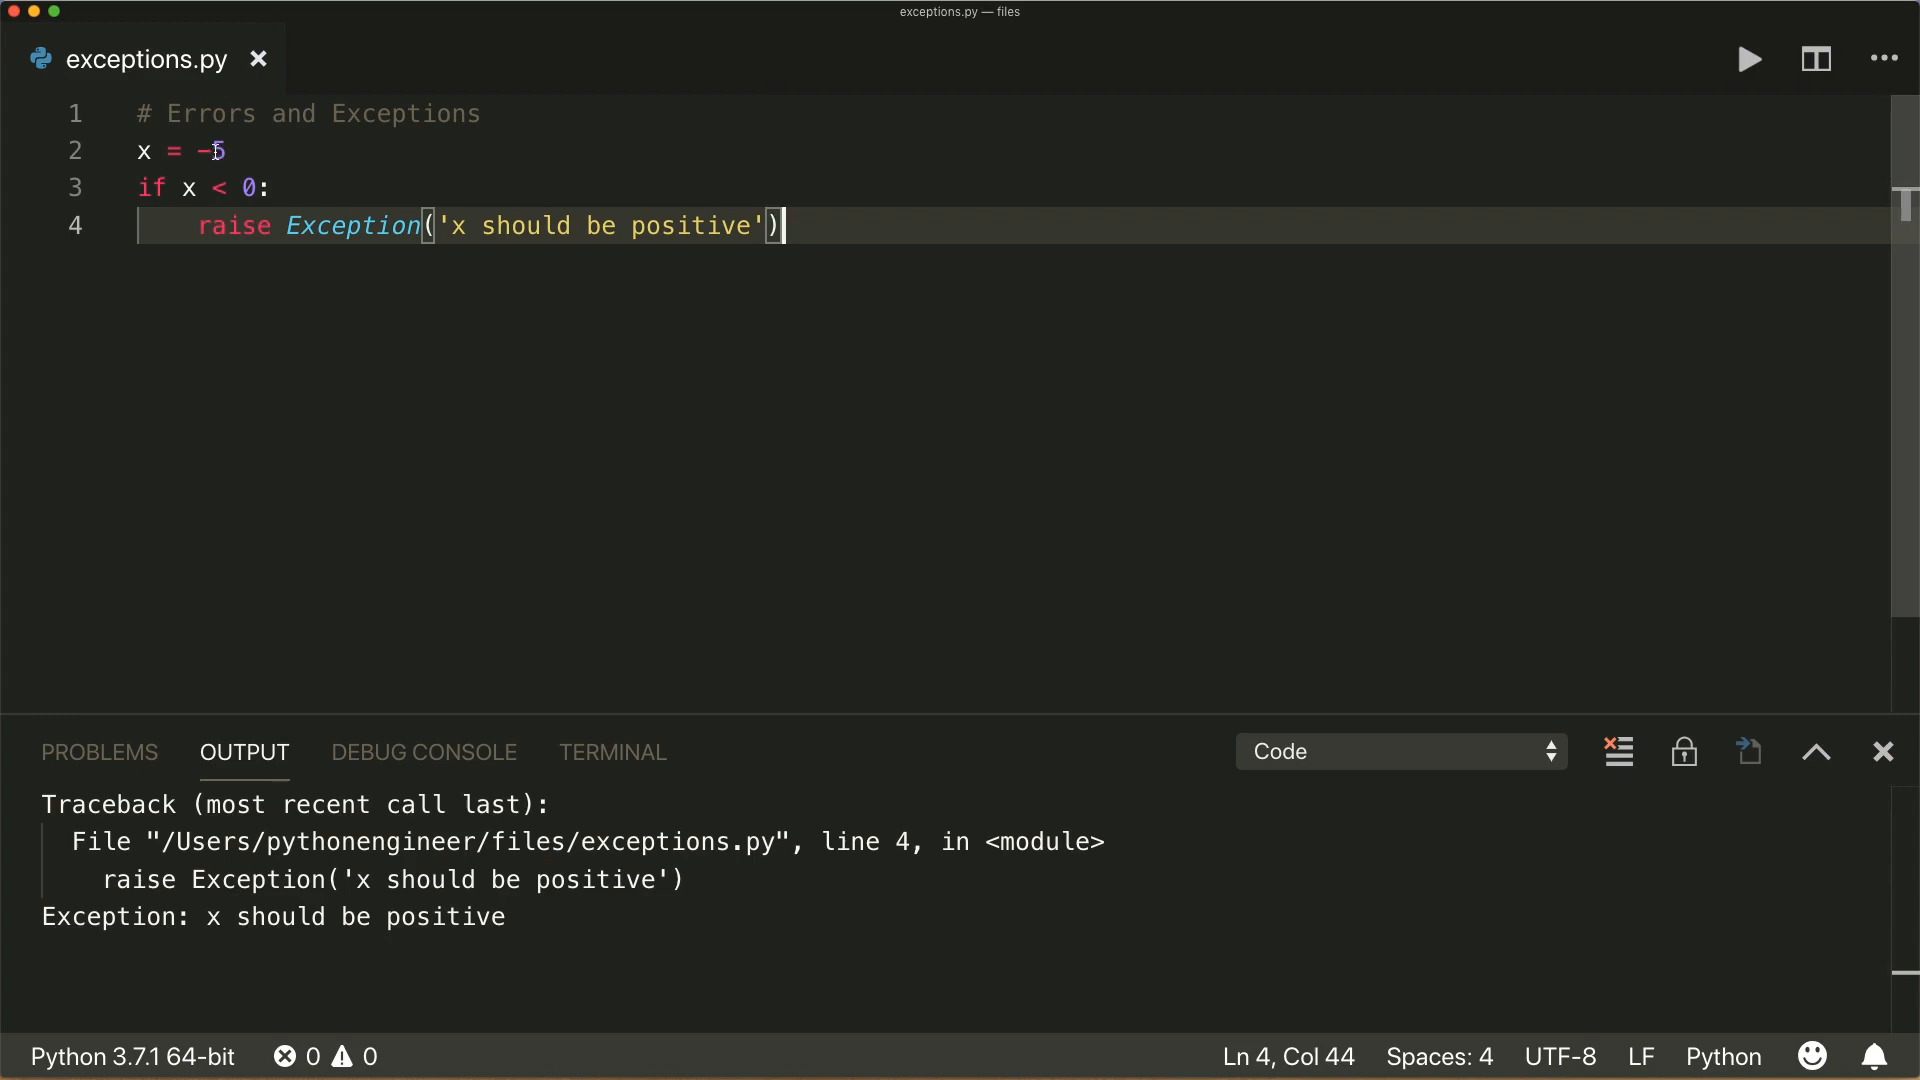 exceptions.py — files
exceptions.py
1 # Errors and Exceptions
2 x = -5
3 if x < 0:
4     raise Exception('x should be positive')
PROBLEMS OUTPUT DEBUG CONSOLE TERMINAL Code
Traceback (most recent call last):
  File "/Users/pythonengineer/files/exceptions.py", line 4, in <module>
    raise Exception('x should be positive')
Exception: x should be positive
Python 3.7.1 64-bit 0 0 Ln 4, Col 44 Spaces: 4 UTF-8 LF Python